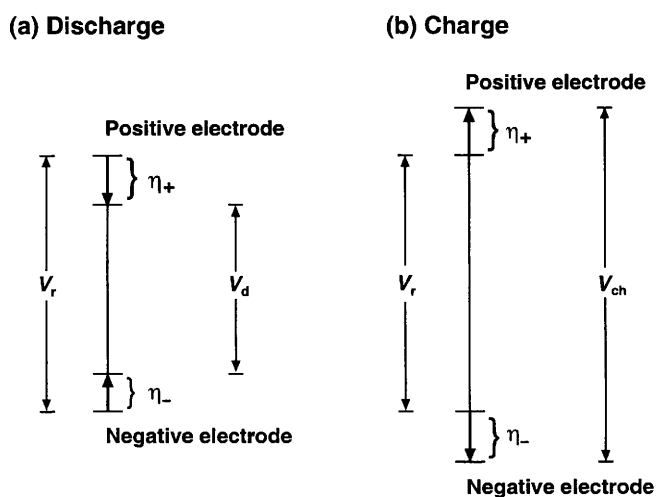 (a) Discharge
Positive electrode
η+
Vr
Vd
η−
Negative electrode
(b) Charge
Positive electrode
η+
Vr
Vch
η−
Negative electrode